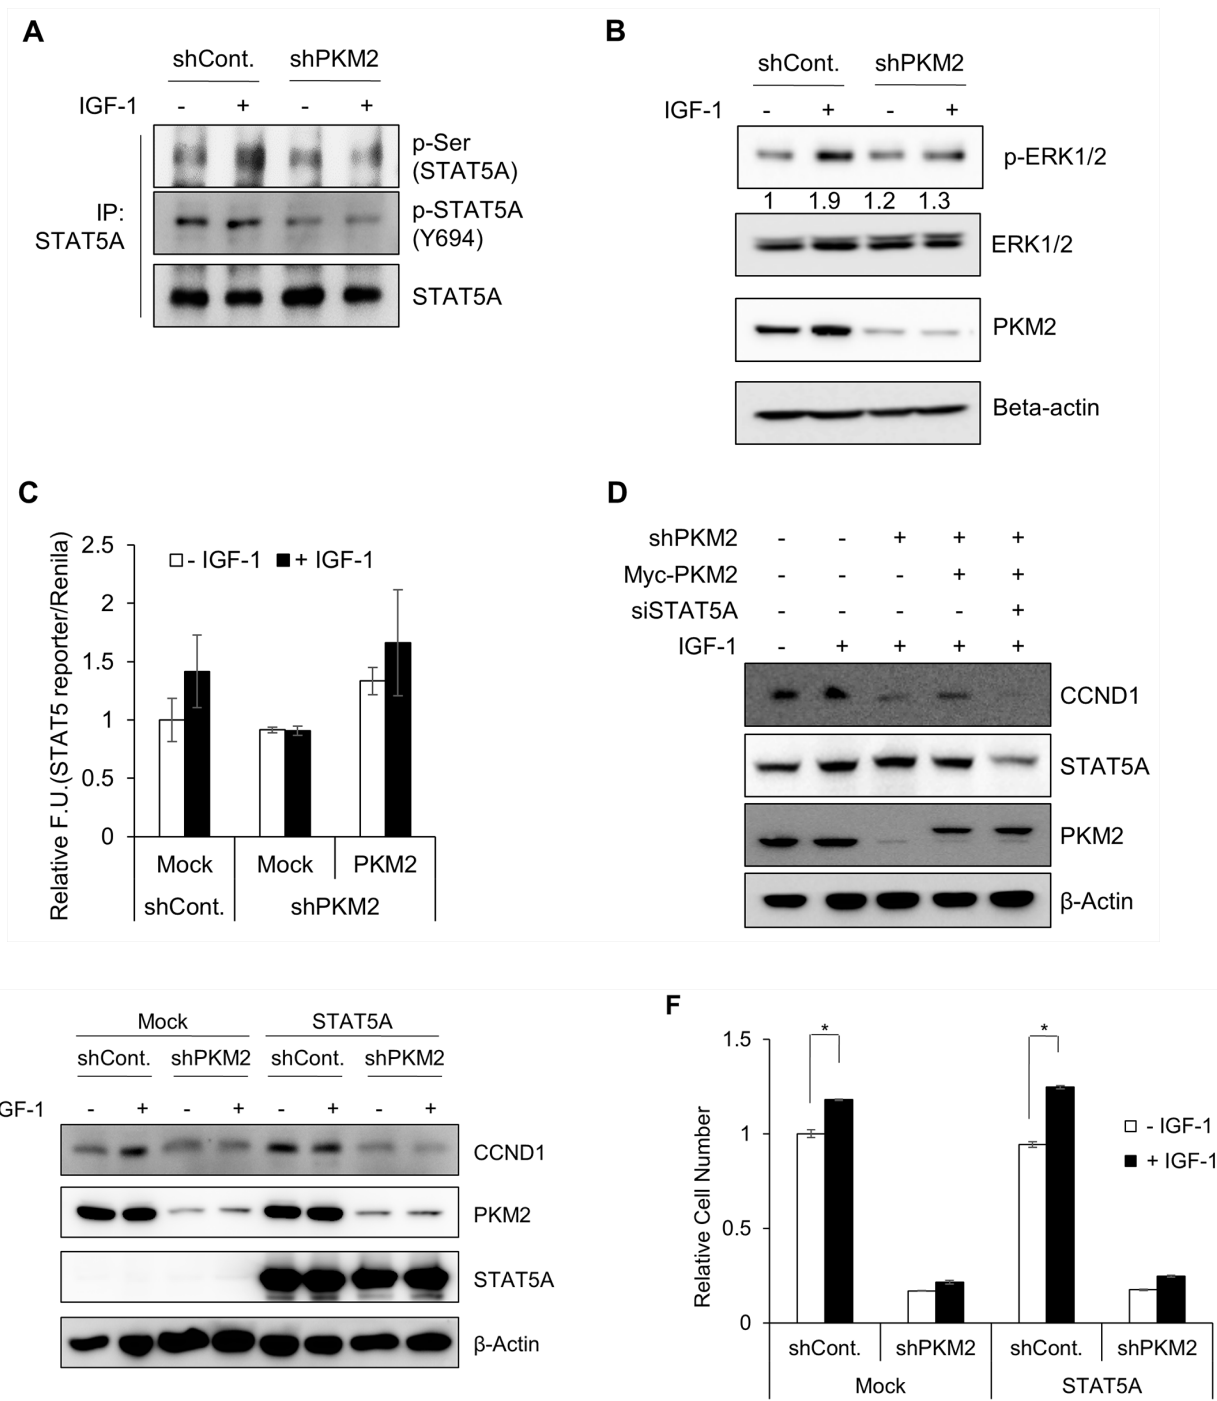 A
shCont. shPKM2
IGF-1 - + - +
p-Ser
(STAT5A)
IP:
STAT5A
p-STAT5A
(Y694)
STAT5A
B
shCont. shPKM2
IGF-1 - + - +
p-ERK1/2
1 1.9 1.2 1.3
ERK1/2
PKM2
Beta-actin
C
Relative F.U.(STAT5 reporter/Renila)
- IGF-1 + IGF-1
2.5
2
1.5
1
0.5
0
Mock Mock PKM2
shCont. shPKM2
D
shPKM2 - - + + +
Myc-PKM2 - - - + +
siSTAT5A - - - - +
IGF-1 - + + + +
CCND1
STAT5A
PKM2
β-Actin
Mock STAT5A
shCont. shPKM2 shCont. shPKM2
GF-1 - + - + - + - +
CCND1
PKM2
STAT5A
β-Actin
F
Relative Cell Number
1.5
1
0.5
0
* *
- IGF-1
+ IGF-1
shCont. shPKM2 shCont. shPKM2
Mock STAT5A